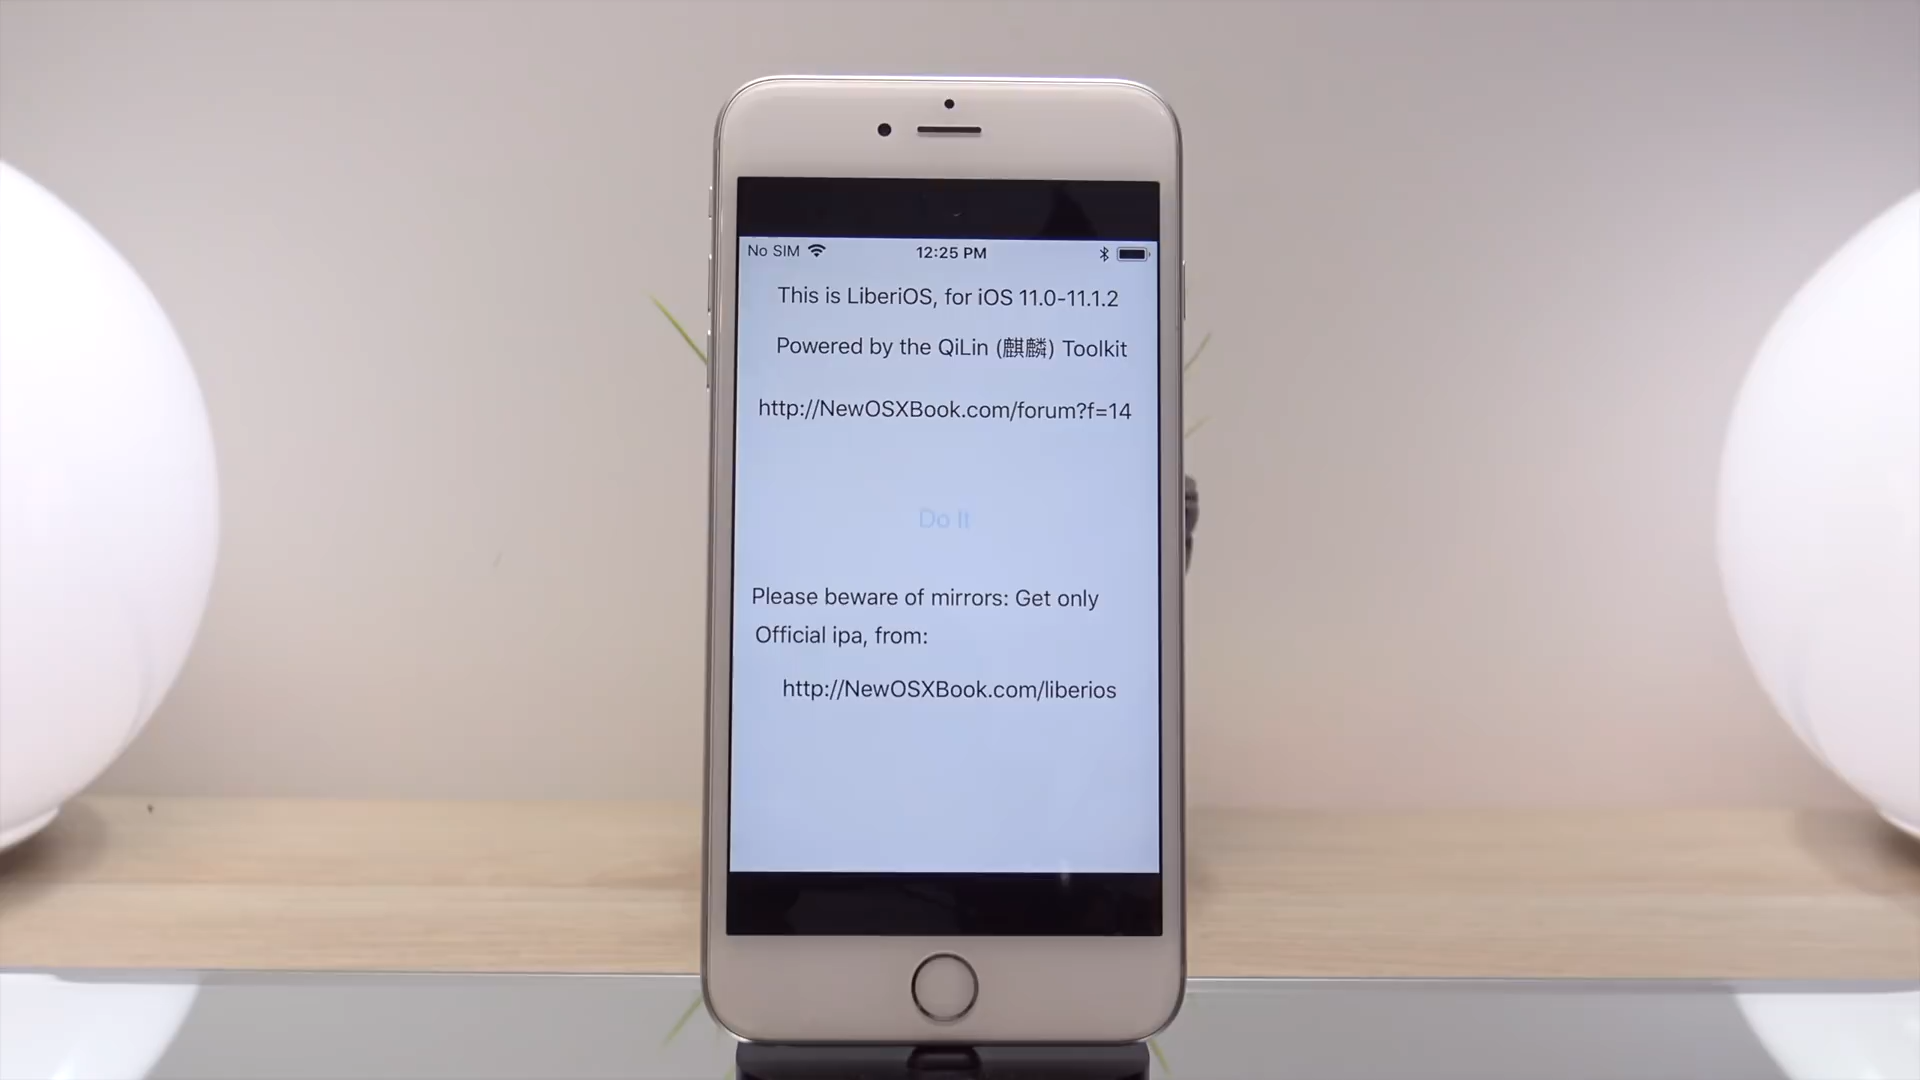 No SIM 12:25 PM
This is LiberiOS, for iOS 11.0-11.1.2
Powered by the QiLin (麒麟) Toolkit
http://NewOSXBook.com/forum?f=14
Do It
Please beware of mirrors: Get only
Official ipa, from:
http://NewOSXBook.com/liberios